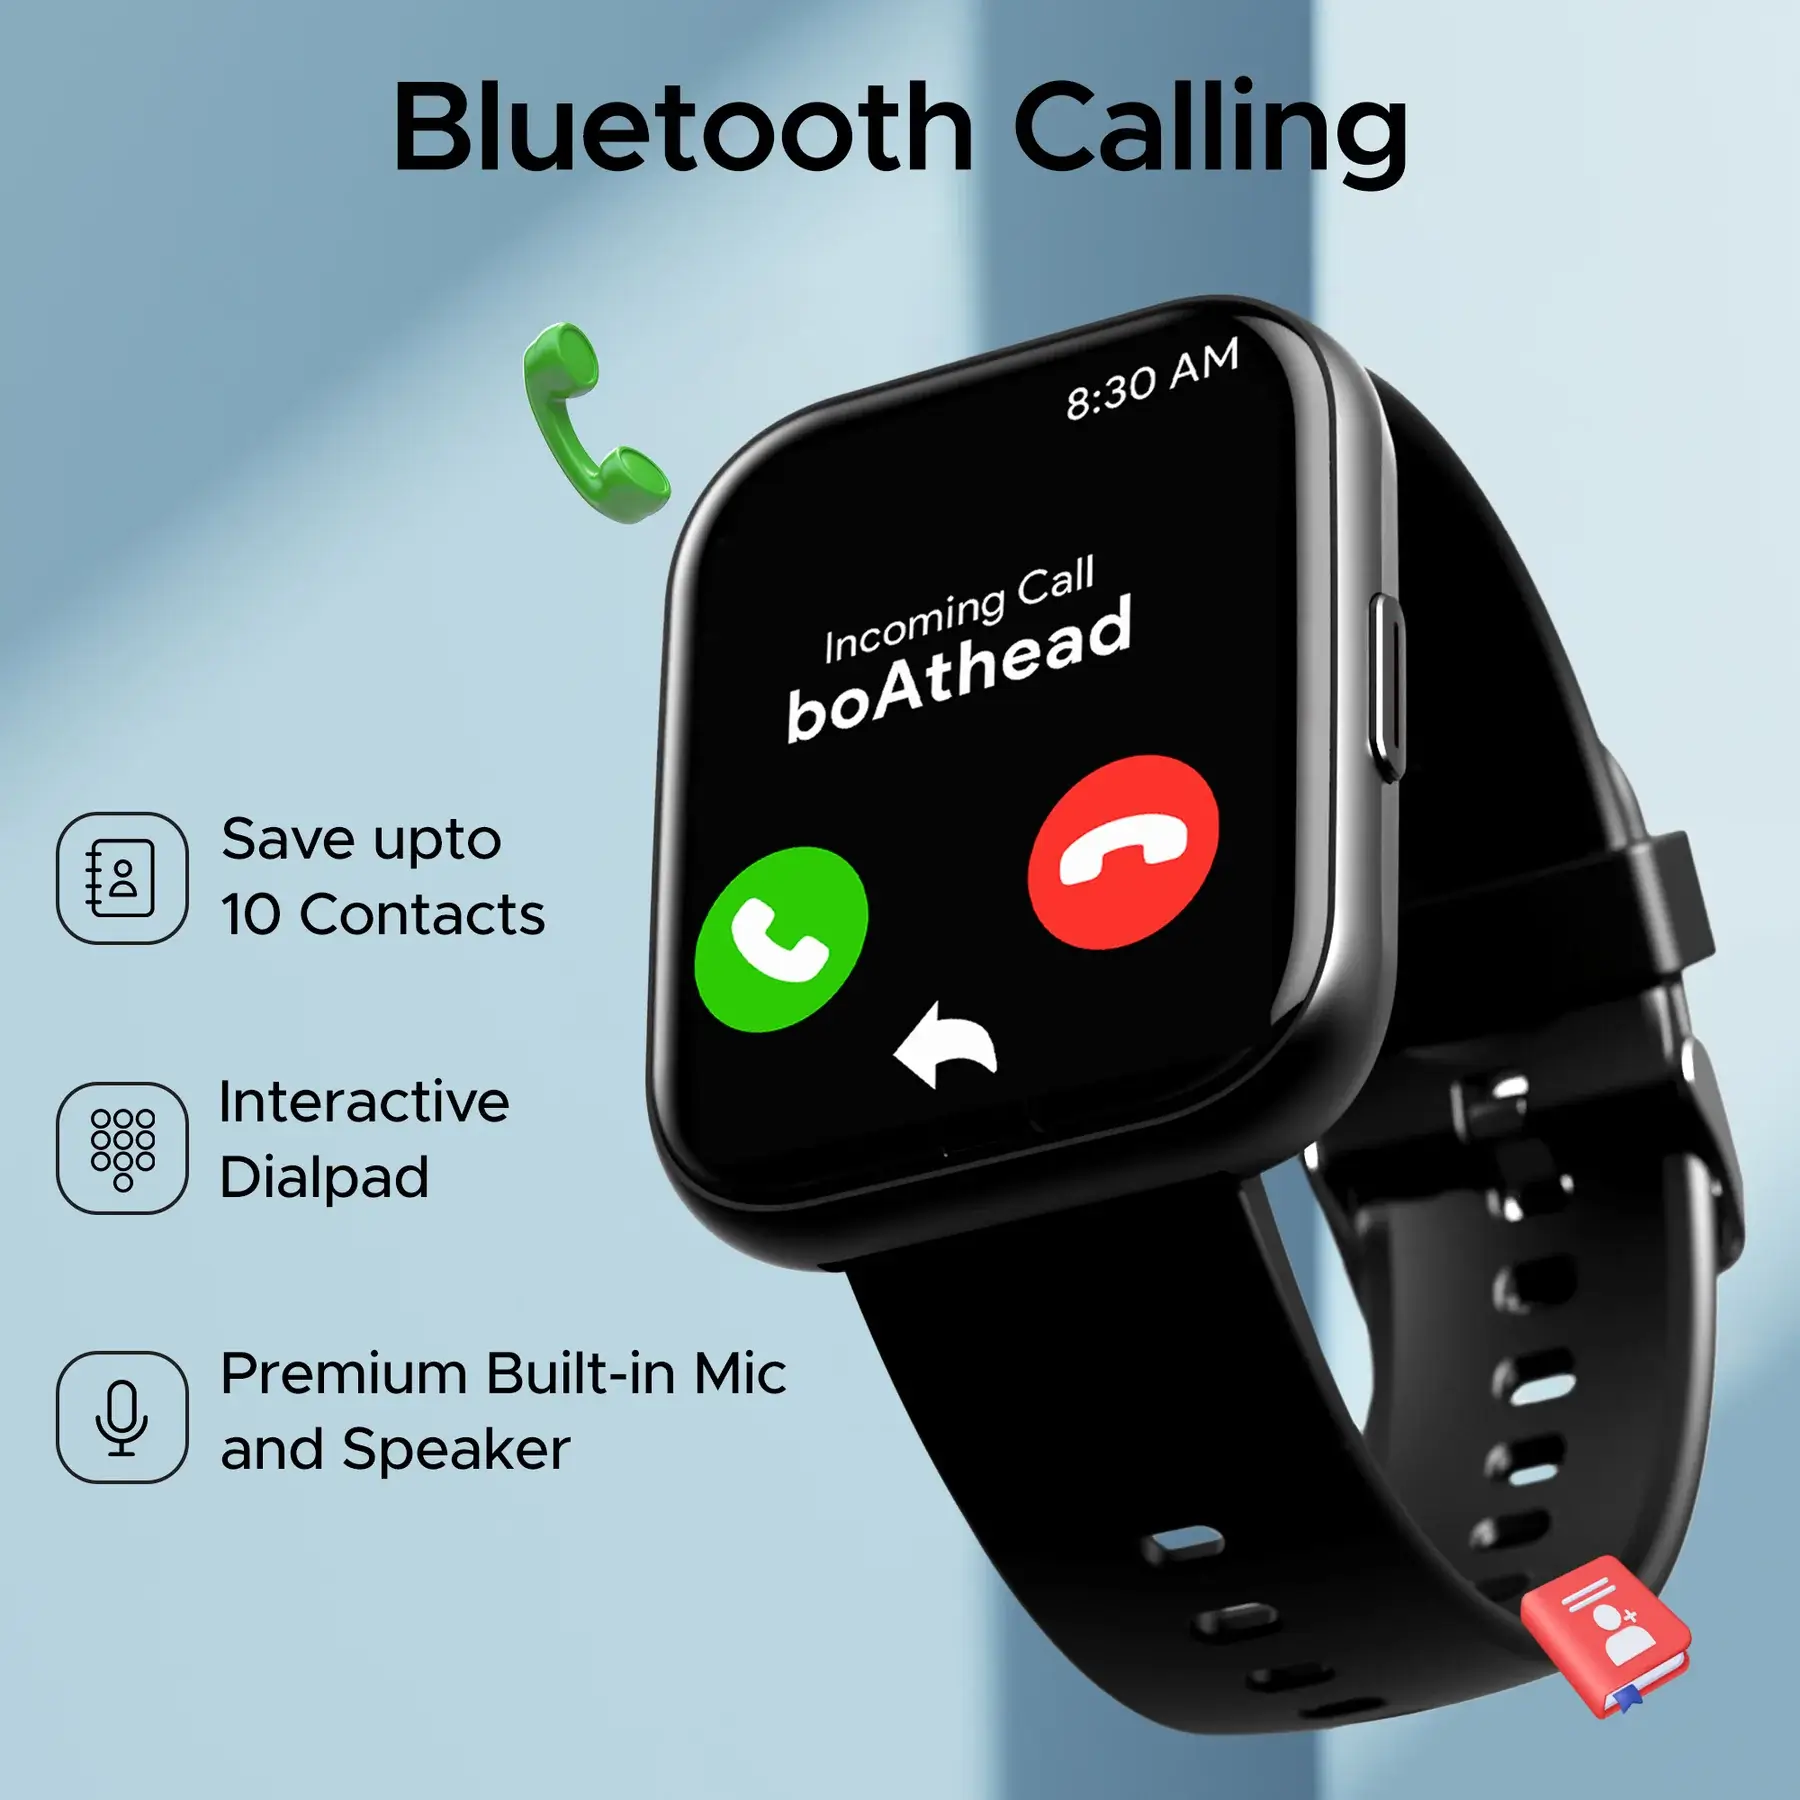 Bluetooth Calling
8:30 AM
Incoming Call
boAthead
Save upto
10 Contacts
Interactive
Dialpad
Premium Built-in Mic
and Speaker